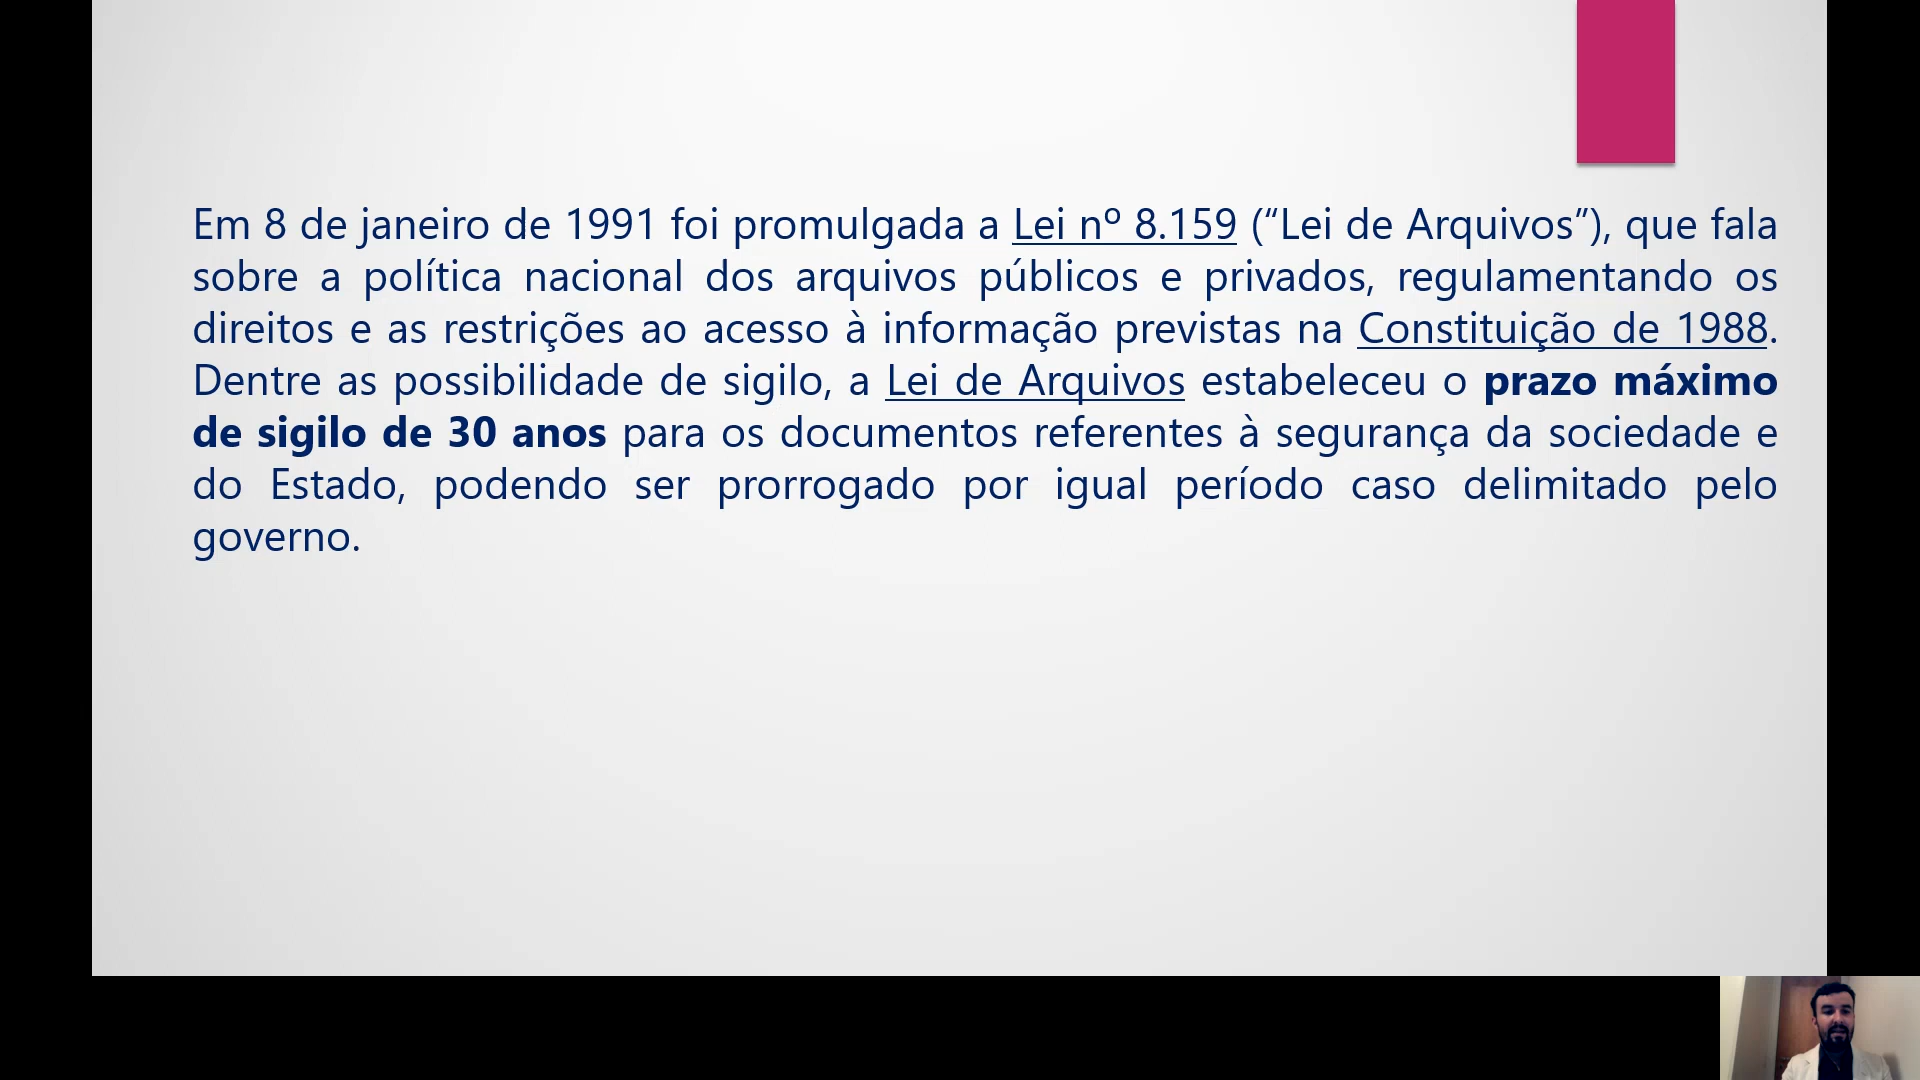 Em 8 de janeiro de 1991 foi promulgada a Lei nº 8.159 (“Lei de Arquivos”), que fala
sobre a política nacional dos arquivos públicos e privados, regulamentando os
direitos e as restrições ao acesso à informação previstas na Constituição de 1988.
Dentre as possibilidade de sigilo, a Lei de Arquivos estabeleceu o prazo máximo
de sigilo de 30 anos para os documentos referentes à segurança da sociedade e
do Estado, podendo ser prorrogado por igual período caso delimitado pelo
governo.